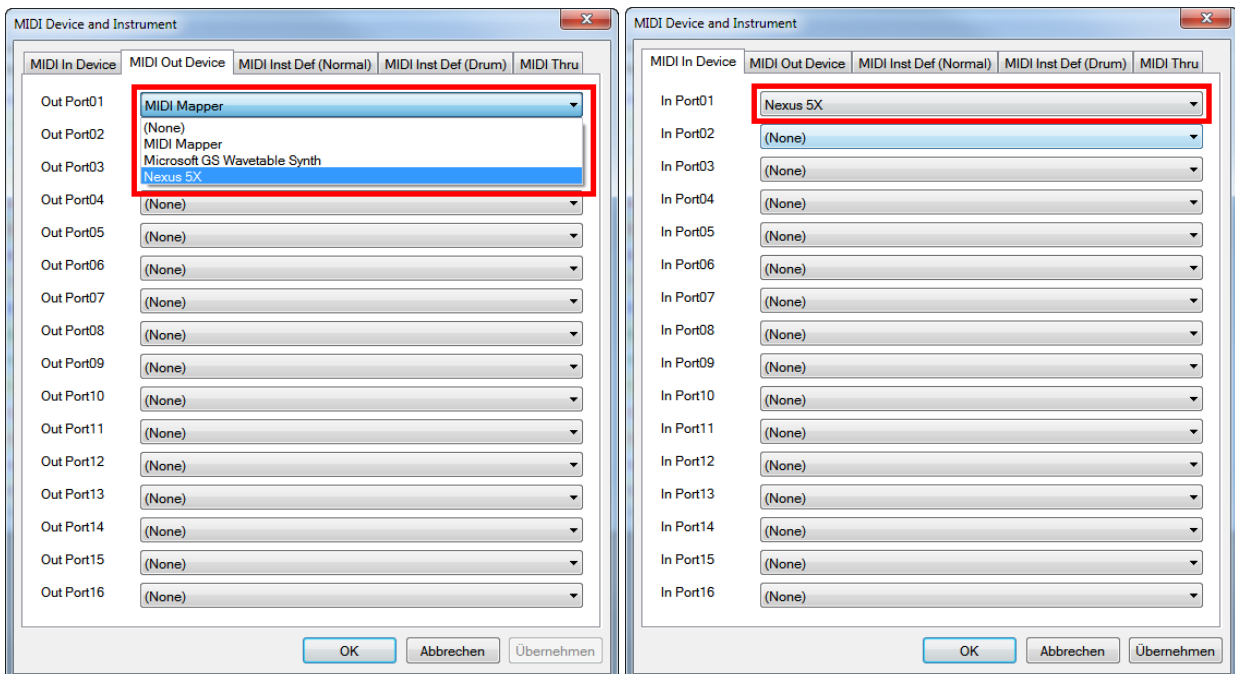 MIDI Device and Instrument
MIDI In Device MIDI Out Device MIDI Inst Def (Normal) MIDI Inst Def (Drum) MIDI Thru
Out Port01 MIDI Mapper
(None)
Out Port02
MIDI Mapper
Out Port03 Microsoft GS Wavetable Synth
Nexus 5X
Out Port04 (None)
Out Port05 (None)
Out Port06 (None)
Out Port07 (None)
Out Port08 (None)
Out Port09 (None)
Out Port10 (None)
Out Port11 (None)
Out Port12 (None)
Out Port13 (None)
Out Port14 (None)
Out Port15 (None)
Out Port16 (None)
OK Abbrechen Übernehmen
MIDI Device and Instrument
MIDI In Device MIDI Out Device MIDI Inst Def (Normal) MIDI Inst Def (Drum) MIDI Thru
In Port01 Nexus 5X
In Port02 (None)
In Port03 (None)
In Port04 (None)
In Port05 (None)
In Port06 (None)
In Port07 (None)
In Port08 (None)
In Port09 (None)
In Port10 (None)
In Port11 (None)
In Port12 (None)
In Port13 (None)
In Port14 (None)
In Port15 (None)
In Port16 (None)
OK Abbrechen Übernehmen